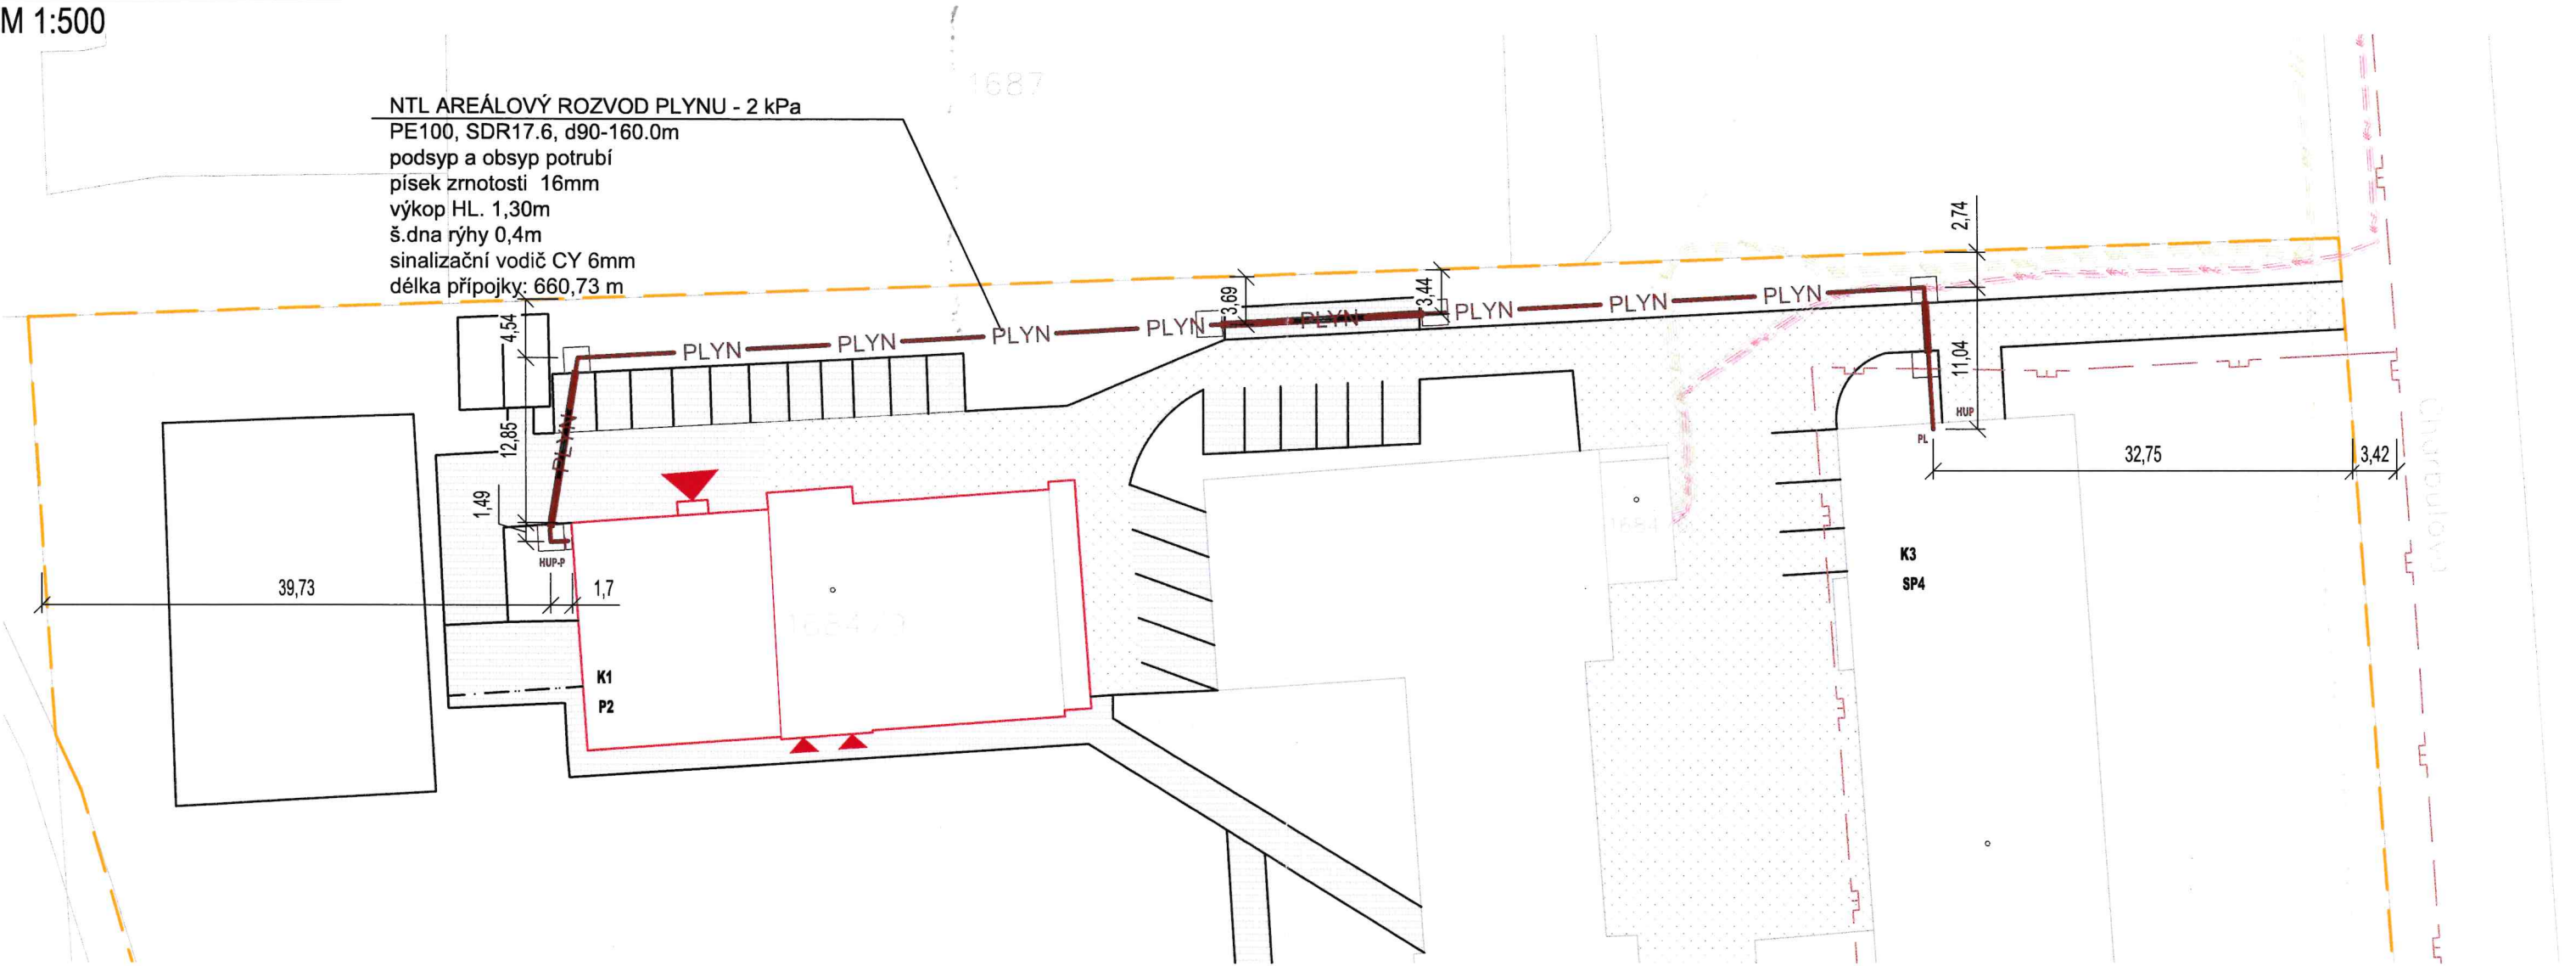 M 1:500
1687
NTL AREÁLOVÝ ROZVOD PLYNU - 2 kPa
PE100, SDR17.6, d90-160.0m
podsyp a obsyp potrubí
písek zrnotosti 16mm
výkop HL. 1,30m
š.dna rýhy 0,4m
sinalizační vodič CY 6mm
délka přípojky: 660,73 m
2,74
3,69
3,44
4,54
PLYN
PLYN
PLYN
PLYN
PLYN
PLYN
PLYN
PLYN
11,04
12,85
PLYN
HUP
PL
32,75
3,42
1,49
HUP-P
39,73
1,7
K3
SP4
K1
P2